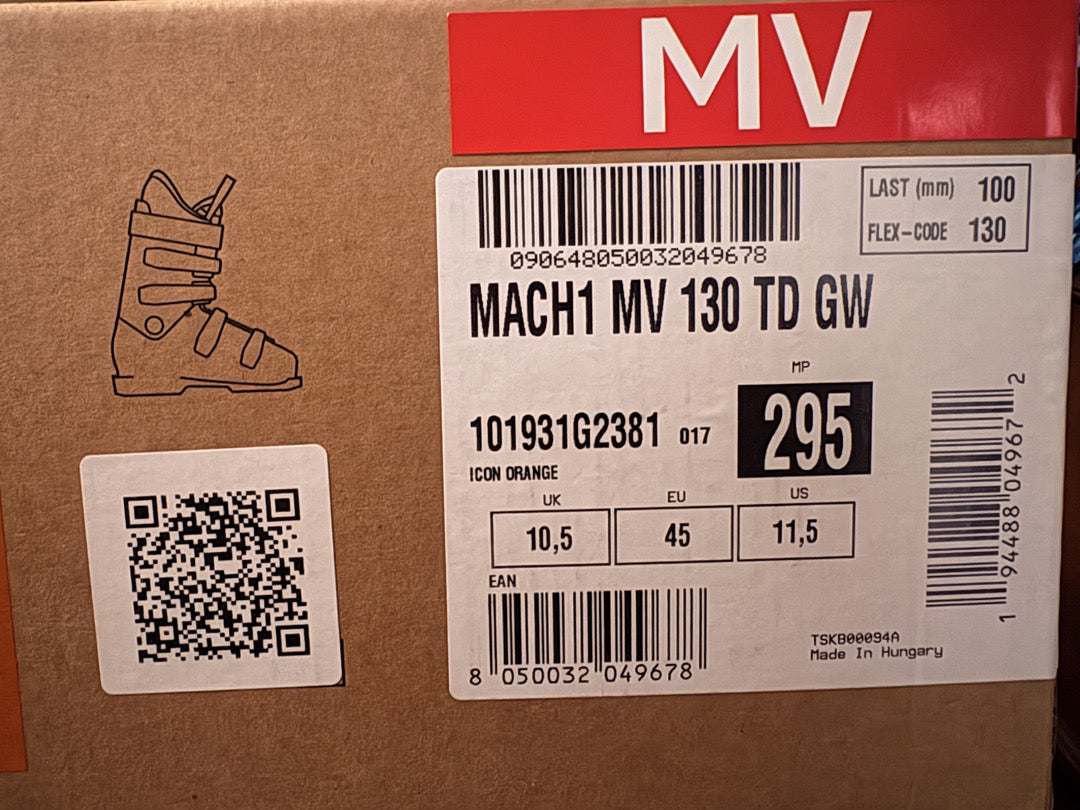 MV
LAST (mm) 100
FLEX-CODE 130
090648050032049678
MACH1 MV 130 TD GW
MP
295
101931G2381 017
ICON ORANGE
UK EU US
10,5 45 11,5
EAN
8 050032 049678
1 94488 04967 2
TSKB00094A
Made In Hungary